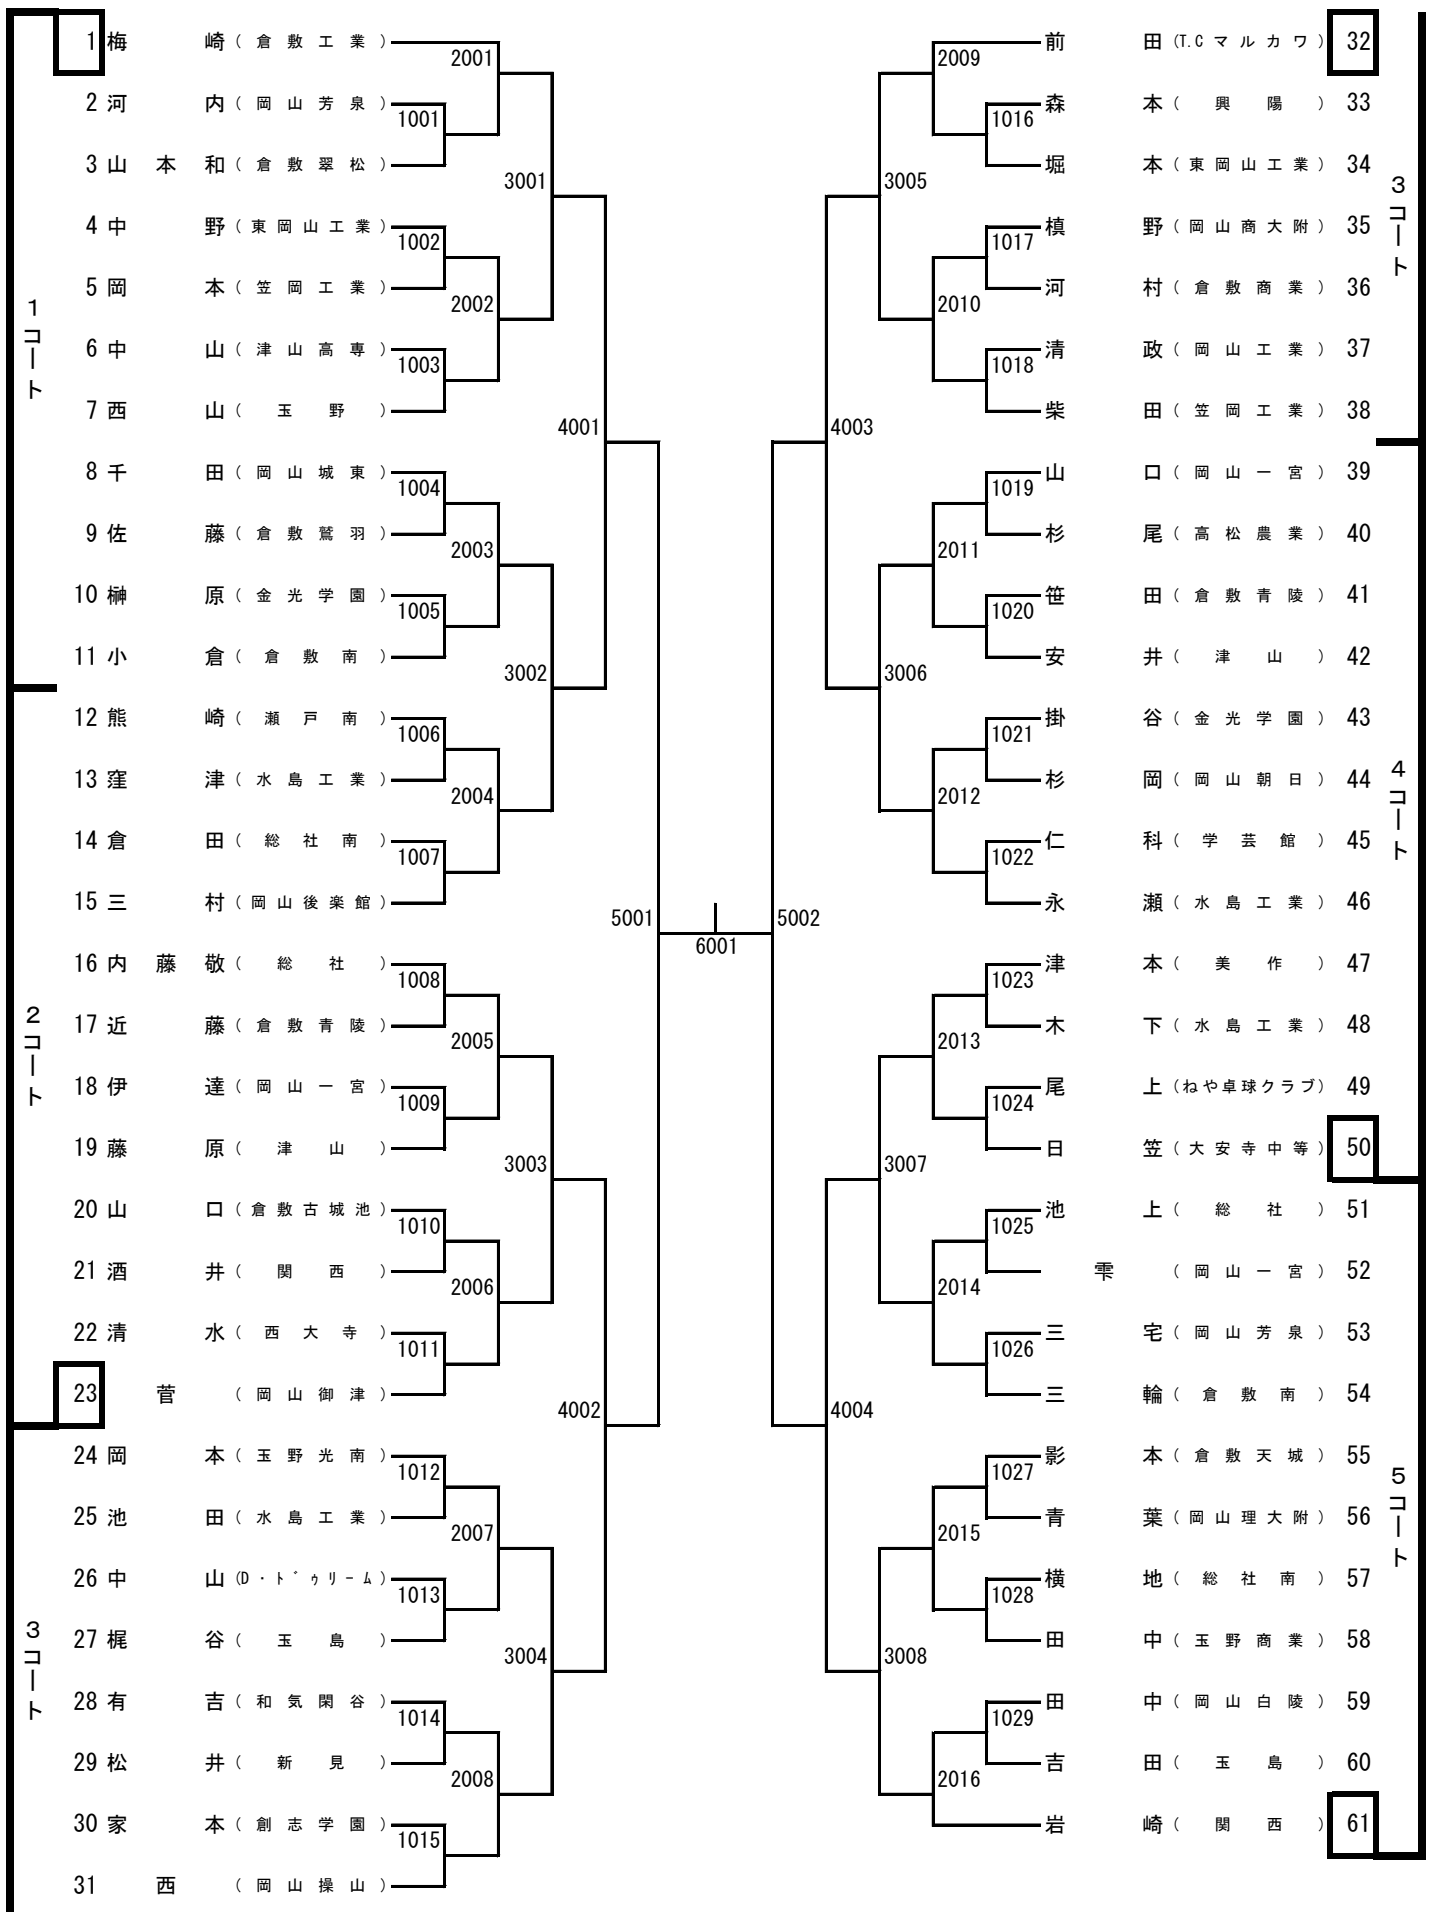 1コート
2コート
3コート
1 梅崎 (倉敷工業)
2 河内 (岡山芳泉)
3 山本和 (倉敷翠松)
4 中野 (東岡山工業)
5 岡本 (笠岡工業)
6 中山 (津山高専)
7 西山 (玉野)
8 千田 (岡山城東)
9 佐藤 (倉敷鷲羽)
10 榊原 (金光学園)
11 小倉 (倉敷南)
12 熊崎 (瀬戸南)
13 窪津 (水島工業)
14 倉田 (総社南)
15 三村 (岡山後楽館)
16 内藤敬 (総社)
17 近藤 (倉敷青陵)
18 伊達 (岡山一宮)
19 藤原 (津山)
20 山口 (倉敷古城池)
21 酒井 (関西)
22 清水 (西大寺)
23 菅 (岡山御津)
24 岡本 (玉野光南)
25 池田 (水島工業)
26 中山 (D・ドゥリーム)
27 梶谷 (玉島)
28 有吉 (和気閑谷)
29 松井 (新見)
30 家本 (創志学園)
31 西 (岡山操山)
1001
1002
1003
1004
1005
1006
1007
1008
1009
1010
1011
1012
1013
1014
1015
2001
2002
2003
2004
2005
2006
2007
2008
3001
3002
3003
3004
4001
4002
5001
6001
5002
4003
4004
3005
3006
3007
3008
2009
2010
2011
2012
2013
2014
2015
2016
1016
1017
1018
1019
1020
1021
1022
1023
1024
1025
1026
1027
1028
1029
前田 (T.Cマルカワ) 32
森本 (興陽) 33
堀本 (東岡山工業) 34
槙野 (岡山商大附) 35
河村 (倉敷商業) 36
清政 (岡山工業) 37
柴田 (笠岡工業) 38
山口 (岡山一宮) 39
杉尾 (高松農業) 40
笹田 (倉敷青陵) 41
安井 (津山) 42
掛谷 (金光学園) 43
杉岡 (岡山朝日) 44
仁科 (学芸館) 45
永瀬 (水島工業) 46
津本 (美作) 47
木下 (水島工業) 48
尾上 (ねや卓球クラブ) 49
日笠 (大安寺中等) 50
池上 (総社) 51
雫 (岡山一宮) 52
三宅 (岡山芳泉) 53
三輪 (倉敷南) 54
影本 (倉敷天城) 55
青葉 (岡山理大附) 56
横地 (総社南) 57
田中 (玉野商業) 58
田中 (岡山白陵) 59
吉田 (玉島) 60
岩崎 (関西) 61
3コート
4コート
5コート